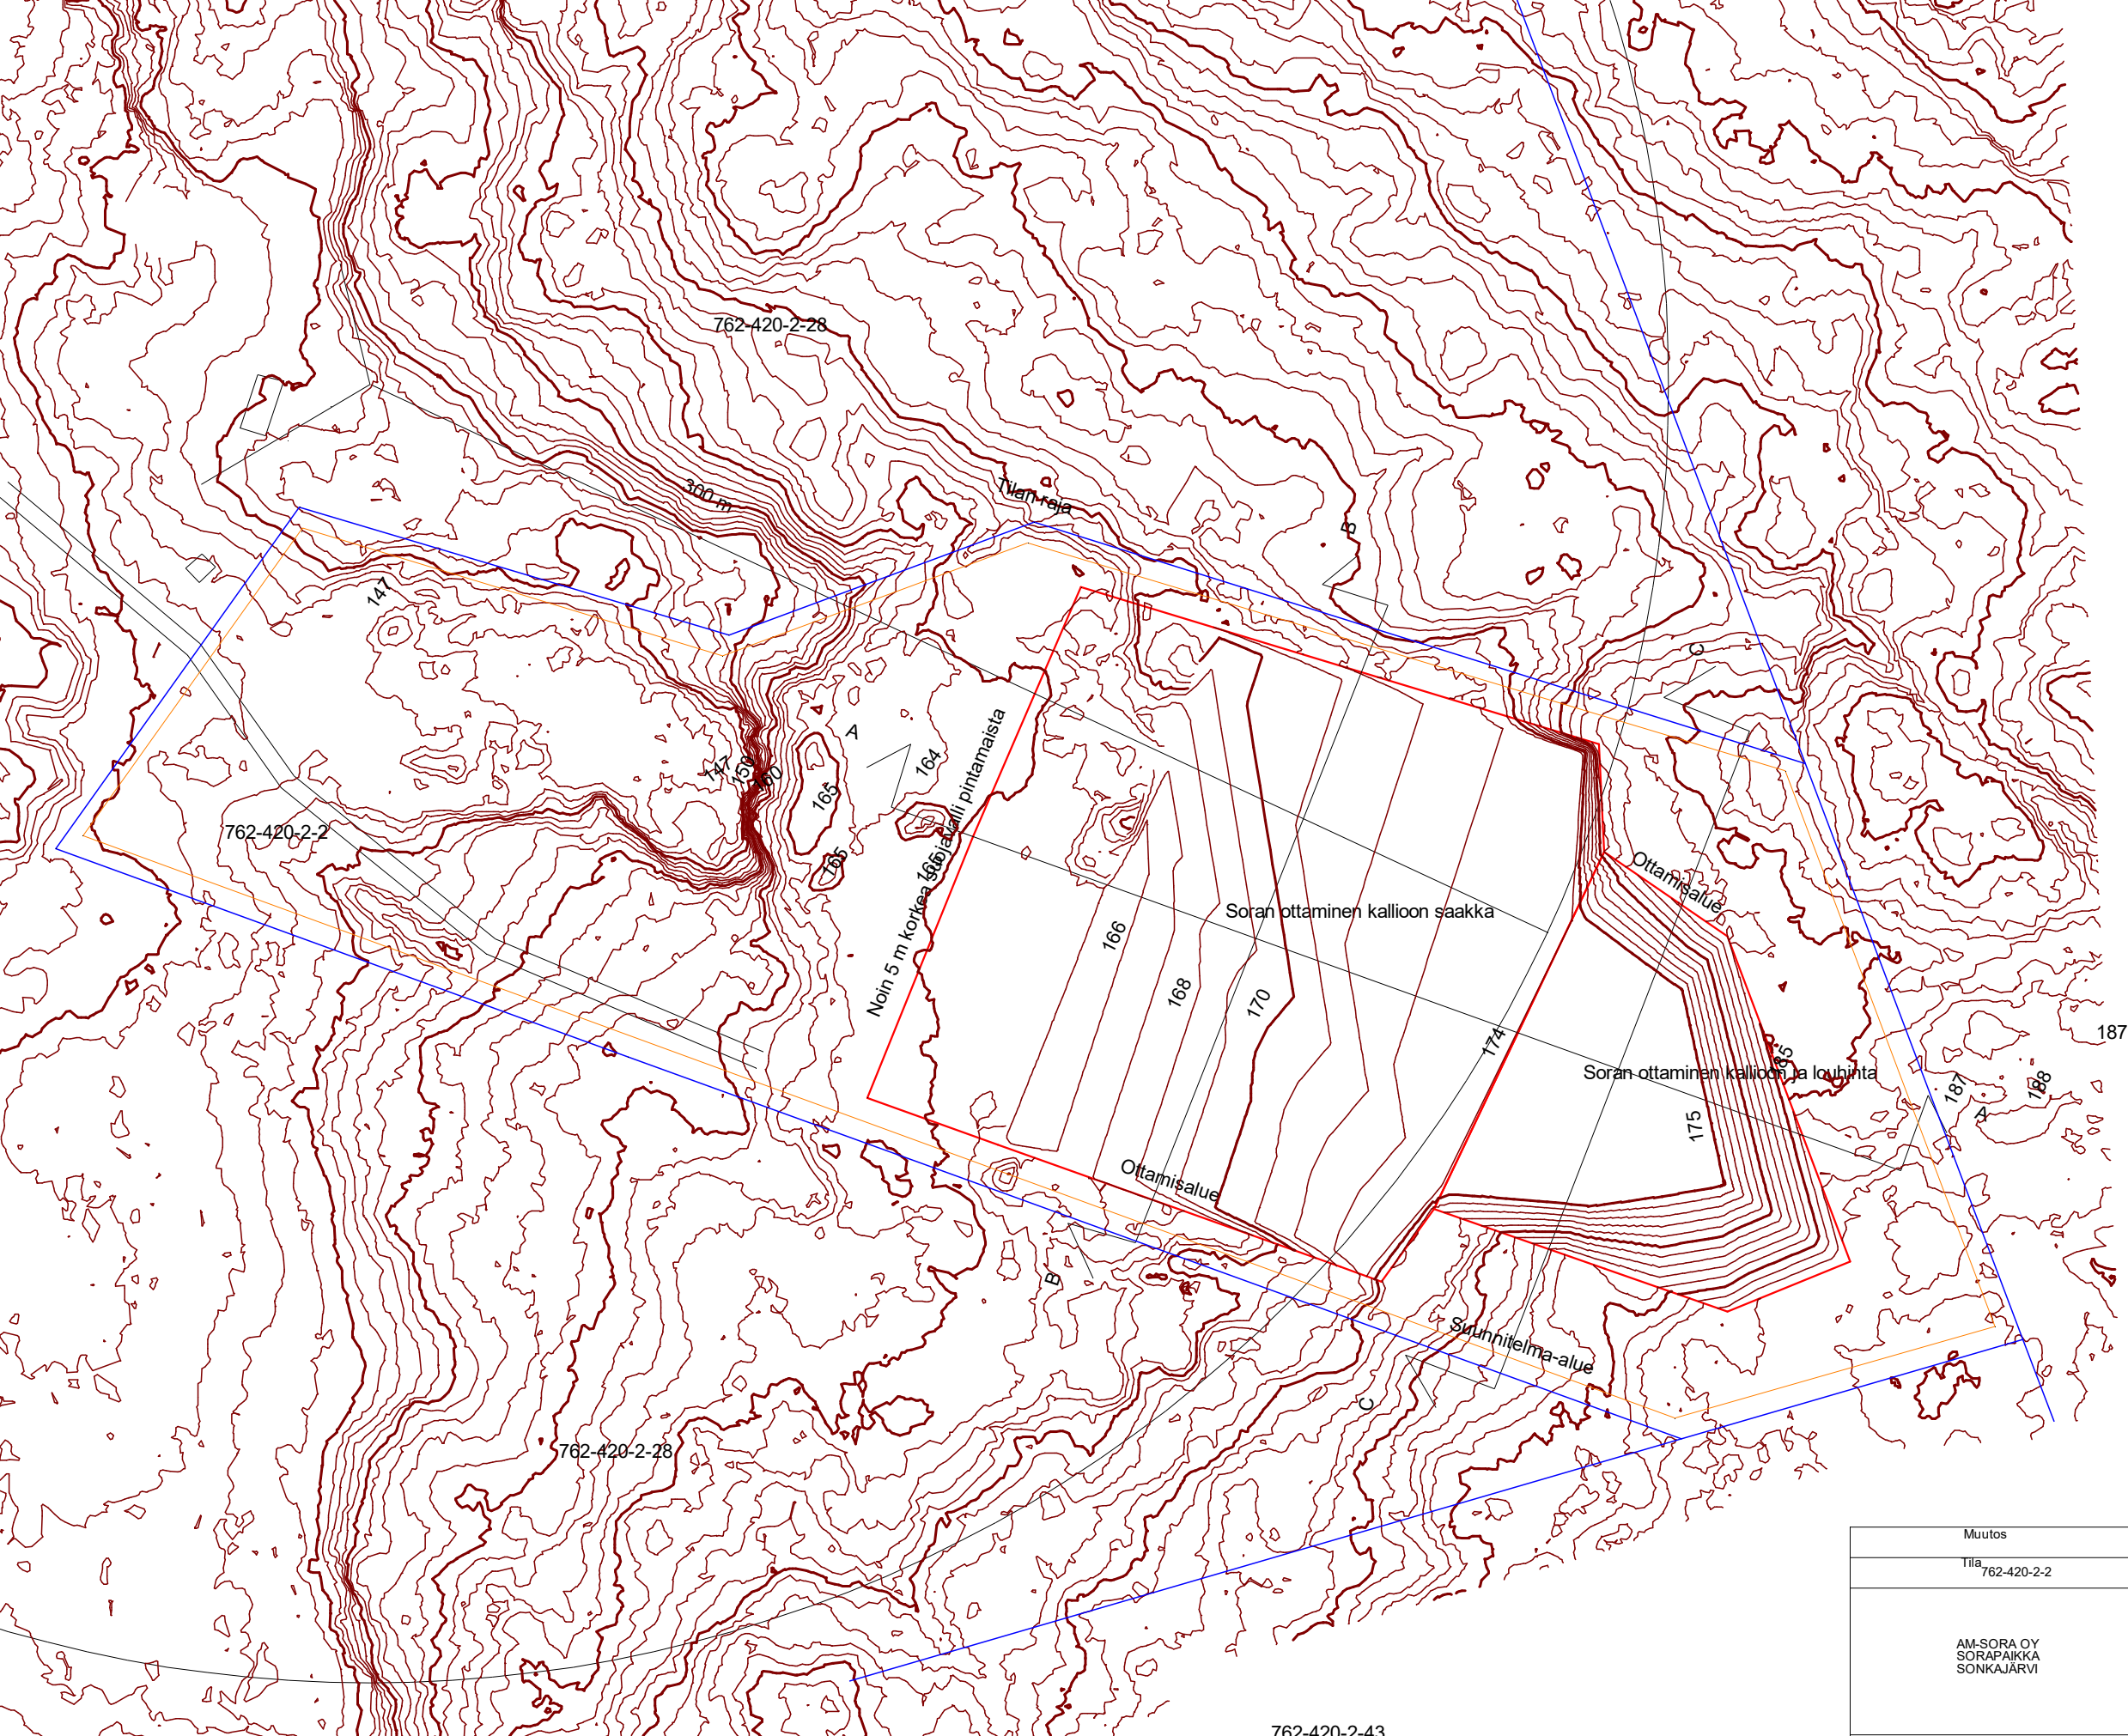 762-420-2-28
300 m
Tilan raja
B
147
C
A
164
147
150
160
165
762-420-2-2
165
165
Noin 5 m korkea suojavalli pintamaista
Ottamisalue
Soran ottaminen kallioon saakka
166
168
170
174
185
187
Soran ottaminen kallioon ja louhinta
187
188
A
175
Ottamisalue
B
Suunnitelma-alue
C
762-420-2-28
Muutos
Tila
762-420-2-2
AM-SORA OY
SORAPAIKKA
SONKAJÄRVI
762-420-2-43